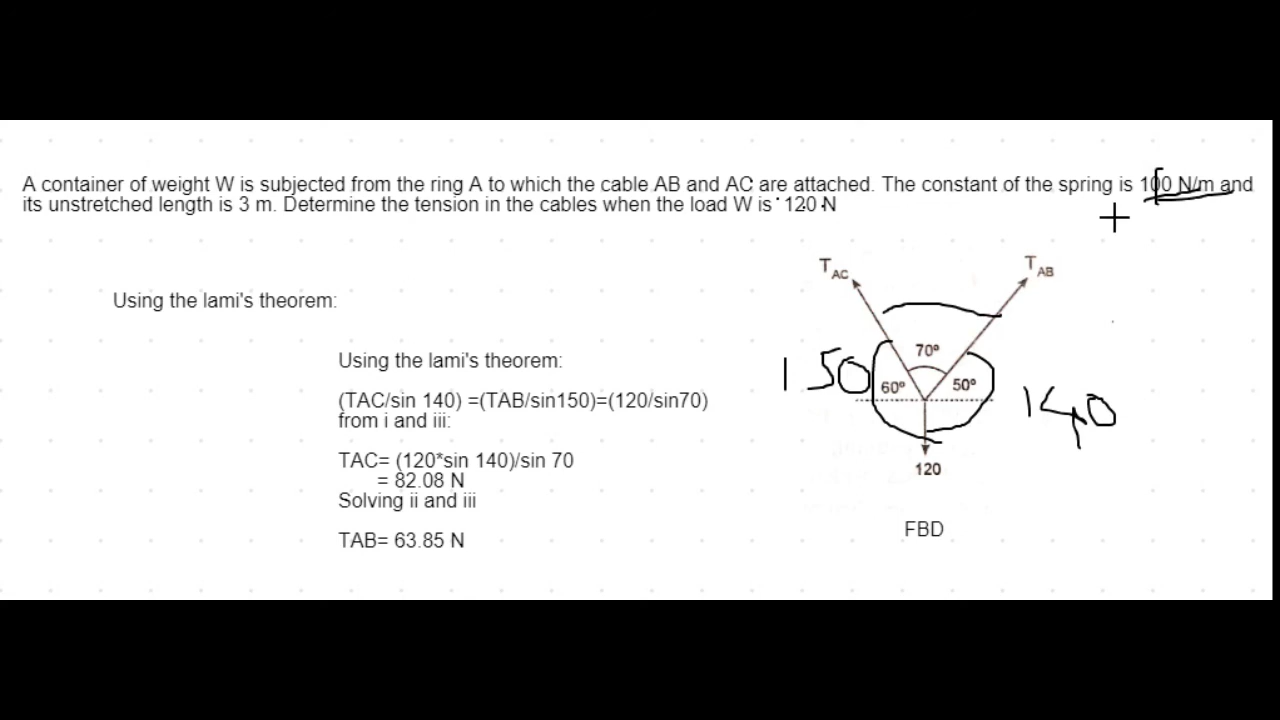 A container of weight W is subjected from the ring A to which the cable AB and AC are attached. The constant of the spring is 100 N/m and
its unstretched length is 3 m. Determine the tension in the cables when the load W is 120 N
Using the lami's theorem:
Using the lami's theorem:
(TAC/sin 140) =(TAB/sin150)=(120/sin70)
from i and iii:
TAC= (120*sin 140)/sin 70
= 82.08 N
Solving ii and iii
TAB= 63.85 N
TAC
TAB
70º
150
60º
50º
140
120
FBD